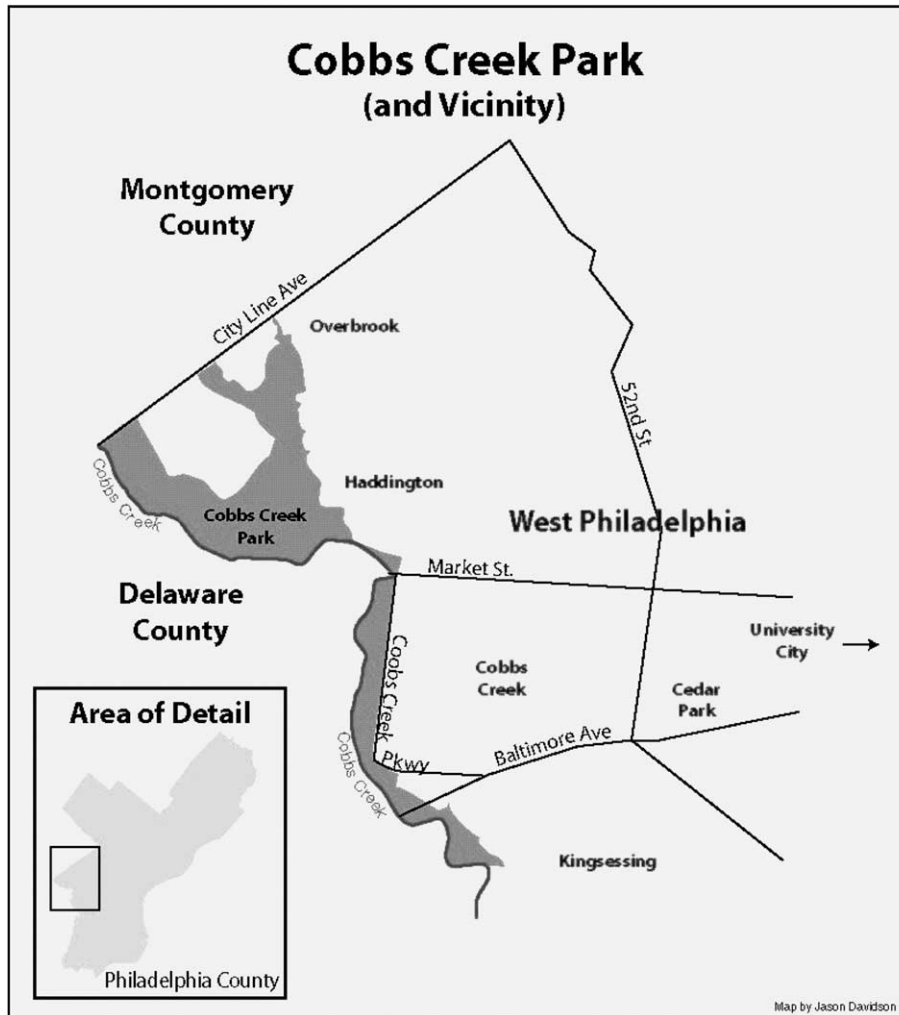 Cobbs Creek Park
(and Vicinity)
Montgomery
County
City Line Ave
Overbrook
52nd St
Cobbs Creek
Haddington
Cobbs Creek
Park
West Philadelphia
Market St.
Delaware
County
University
City
Coobs Creek
Cobbs
Creek
Cedar
Park
Area of Detail
Baltimore Ave
Pkwy
Cobbs Creek
Kingsessing
Philadelphia County
Map by Jason Davidson